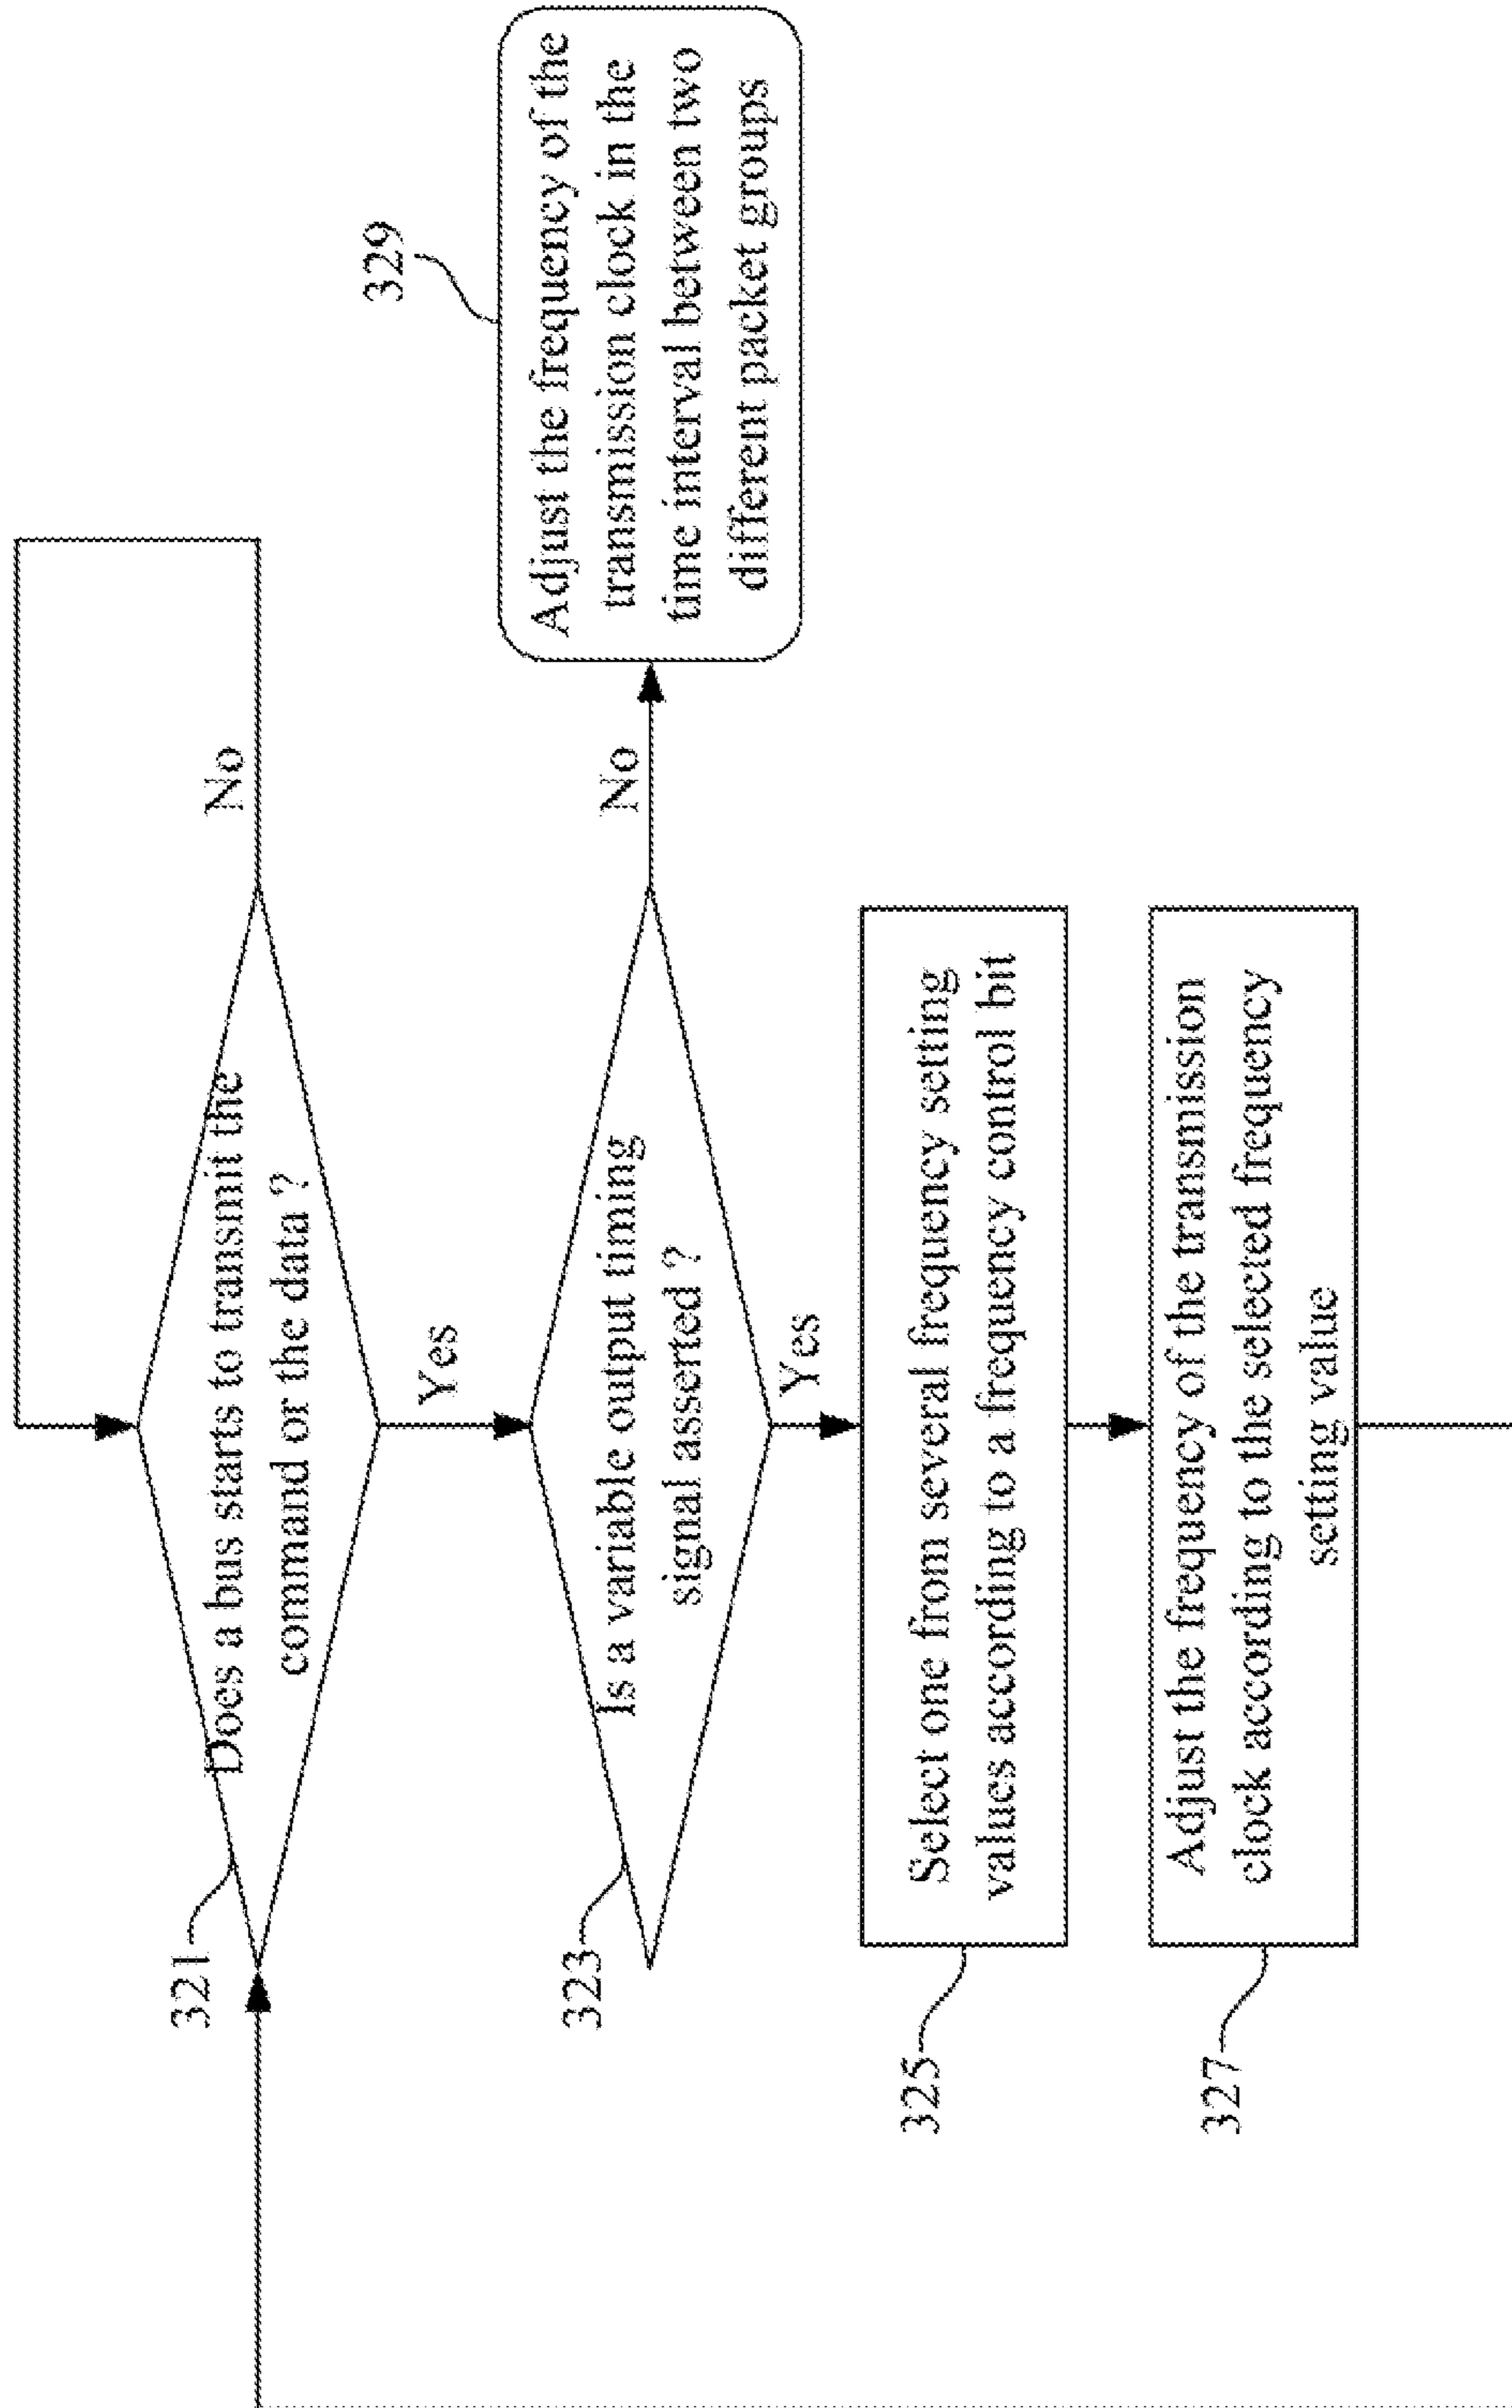 321
Does a bus starts to transmit the
command or the data ?
No
Yes
323
Is a variable output timing
signal asserted ?
No
329
Adjust the frequency of the
transmission clock in the
time interval between two
different packet groups
Yes
325
Select one from several frequency setting
values according to a frequency control bit
327
Adjust the frequency of the transmission
clock according to the selected frequency
setting value